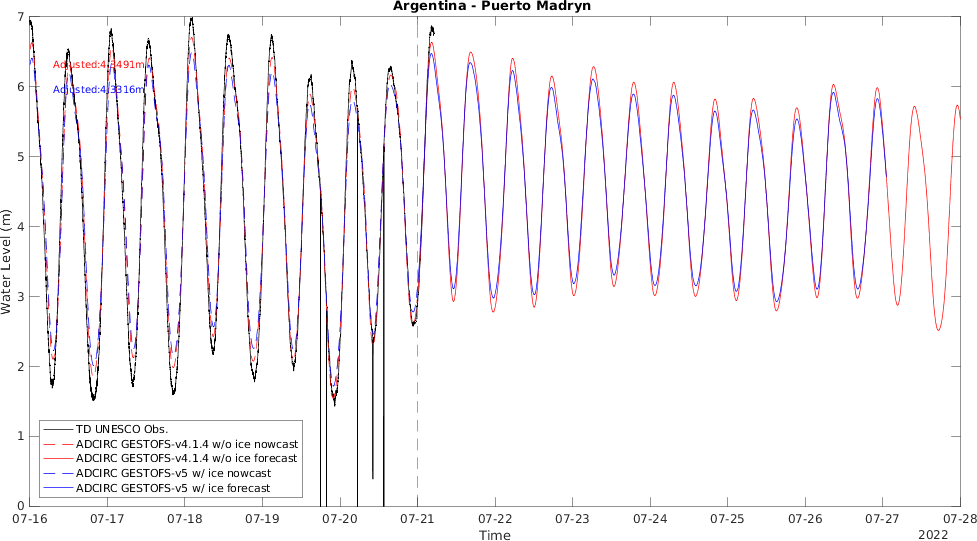 Argentina - Puerto Madryn
7
6
5
4
3
2
1
0
Water Level (m)
Adjusted:4.3491m
Adjusted:4.3316m
TD UNESCO Obs.
ADCIRC GESTOFS-v4.1.4 w/o ice nowcast
ADCIRC GESTOFS-v4.1.4 w/o ice forecast
ADCIRC GESTOFS-v5 w/ ice nowcast
ADCIRC GESTOFS-v5 w/ ice forecast
07-16 07-17 07-18 07-19 07-20 07-21 07-22 07-23 07-24 07-25 07-26 07-27 07-28
Time
2022